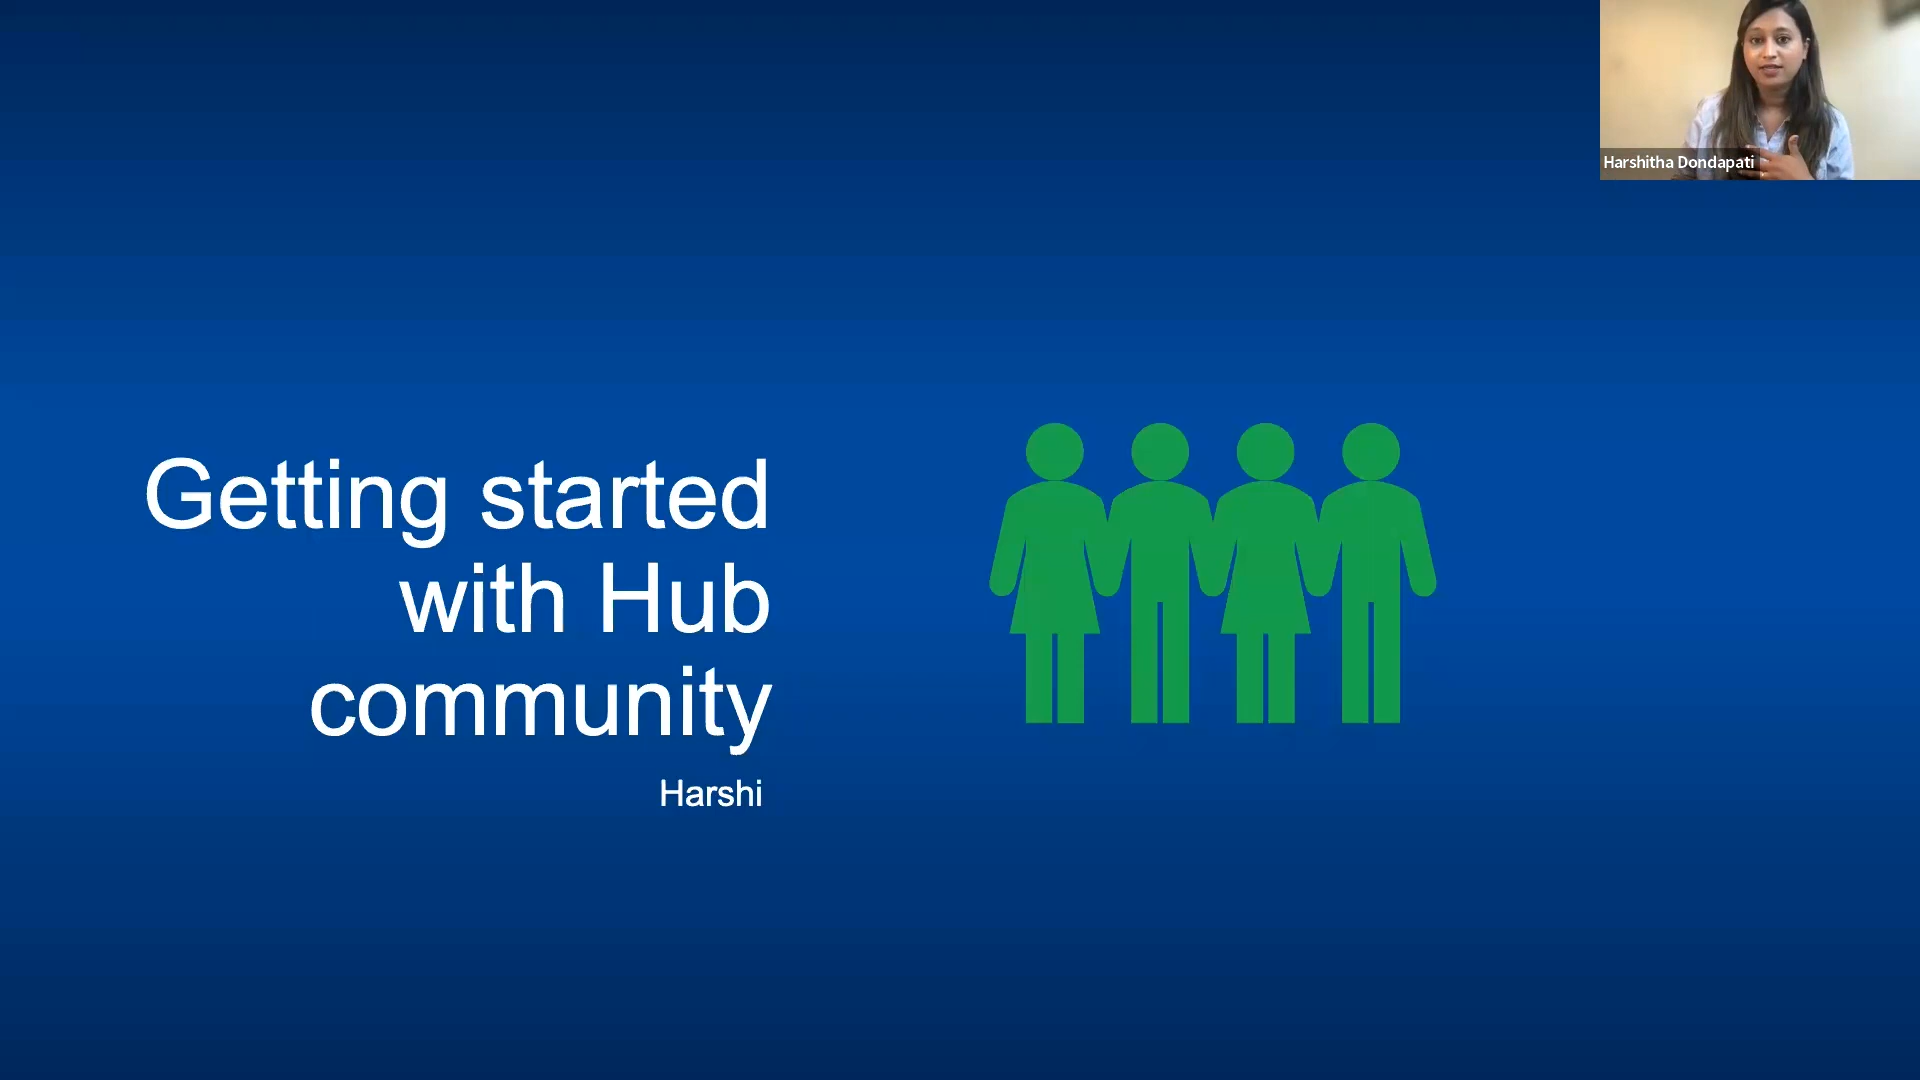 Harshitha Dondapati
Getting started
with Hub
community
Harshi